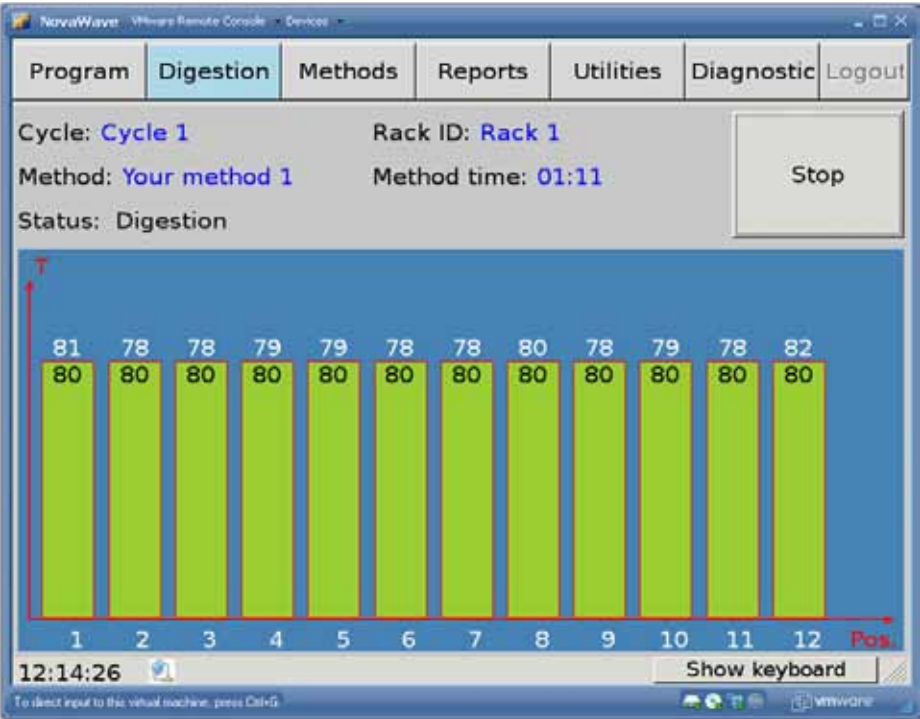 NovaWave VMware Remote Console Devices
Program Digestion Methods Reports Utilities Diagnostic Logout
Cycle: Cycle 1 Rack ID: Rack 1
Method: Your method 1 Method time: 01:11
Stop
Status: Digestion
T
81 78 78 79 79 78 78 80 78 79 78 82
80 80 80 80 80 80 80 80 80 80 80 80
1 2 3 4 5 6 7 8 9 10 11 12 Pos.
12:14:26 Show keyboard
To direct input to this virtual machine, press Ctrl+G. vmware